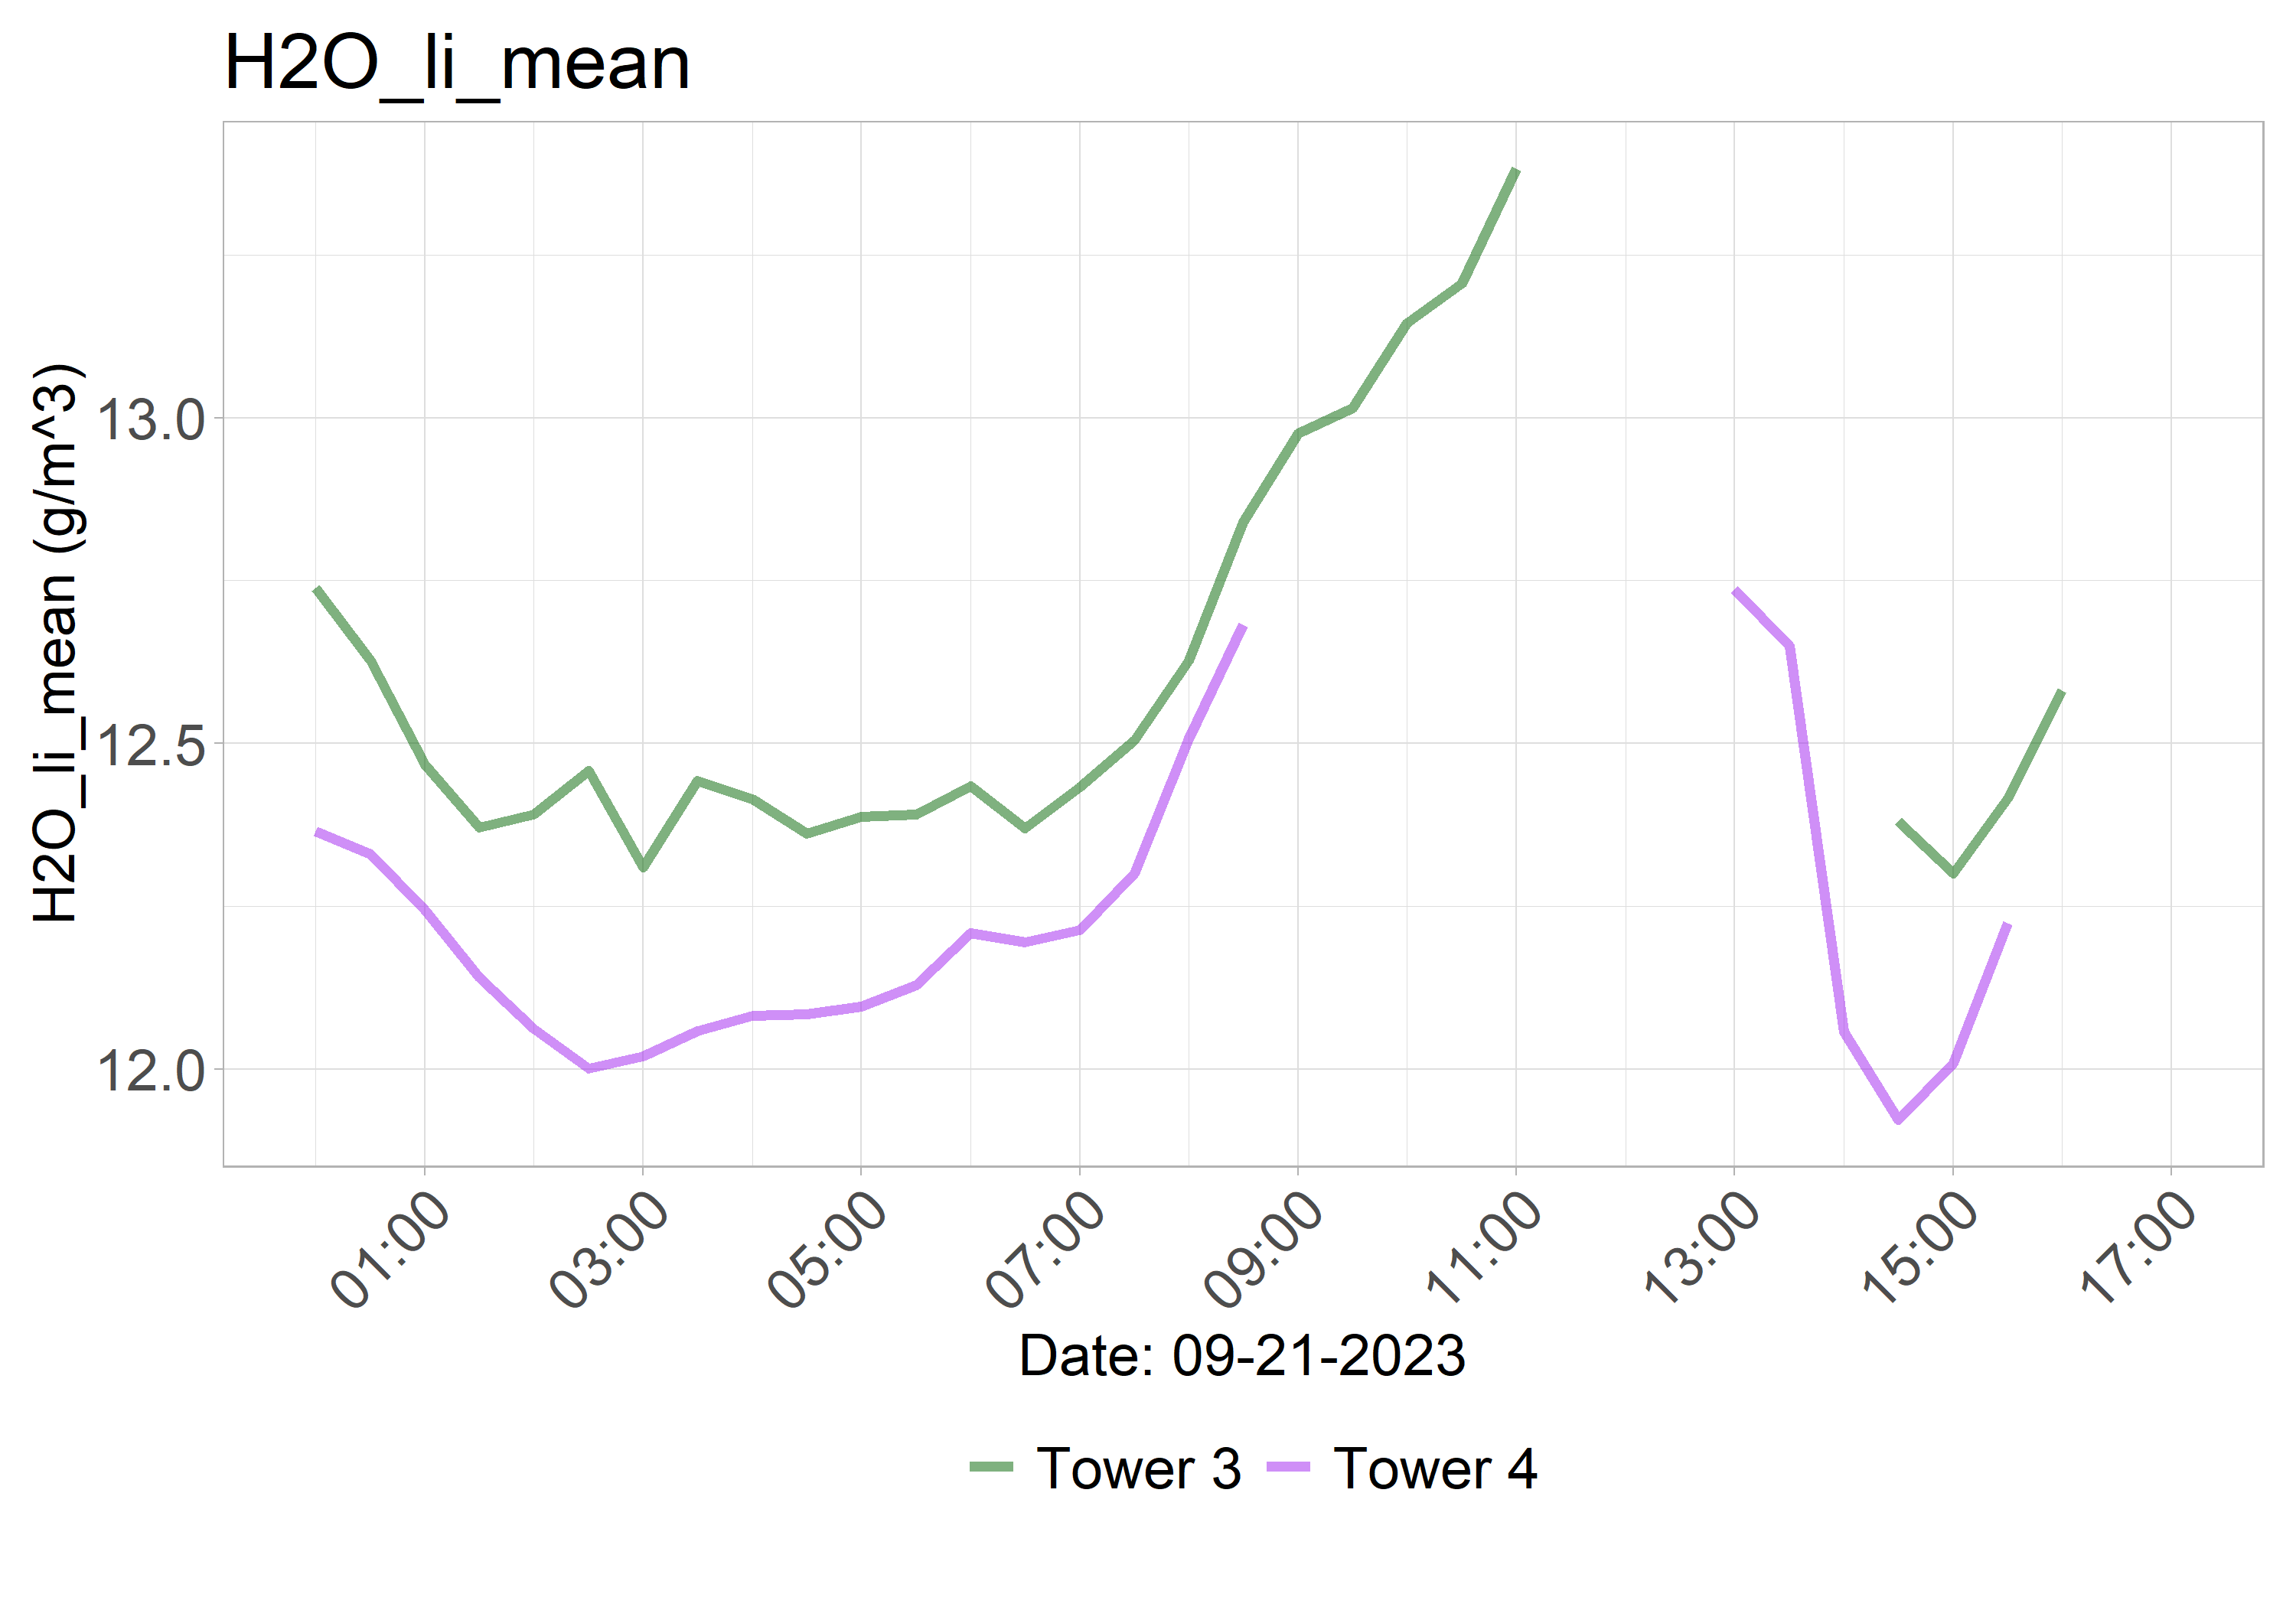 H2O_li_mean
H2O_li_mean (g/m^3)
13.0
12.5
12.0
01:00 03:00 05:00 07:00 09:00 11:00 13:00 15:00 17:00
Date: 09-21-2023
Tower 3 Tower 4